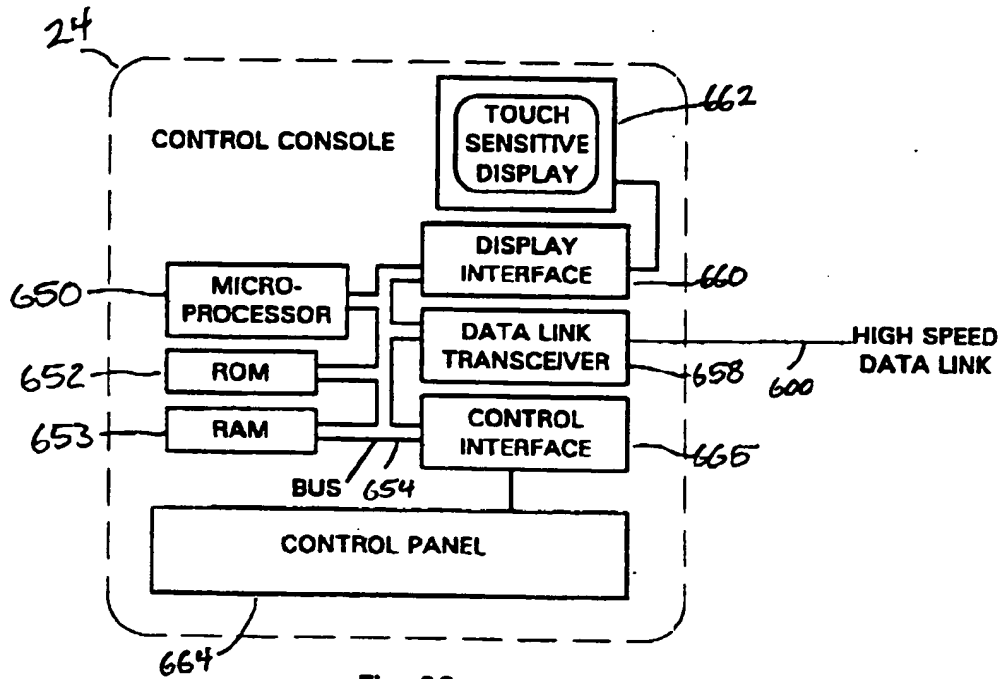 24
662
TOUCH
SENSITIVE
DISPLAY
CONTROL CONSOLE
DISPLAY
INTERFACE
660
650
MICRO-
PROCESSOR
DATA LINK
TRANSCEIVER
658
600
HIGH SPEED
DATA LINK
652
ROM
653
RAM
CONTROL
INTERFACE
665
BUS
654
CONTROL PANEL
664